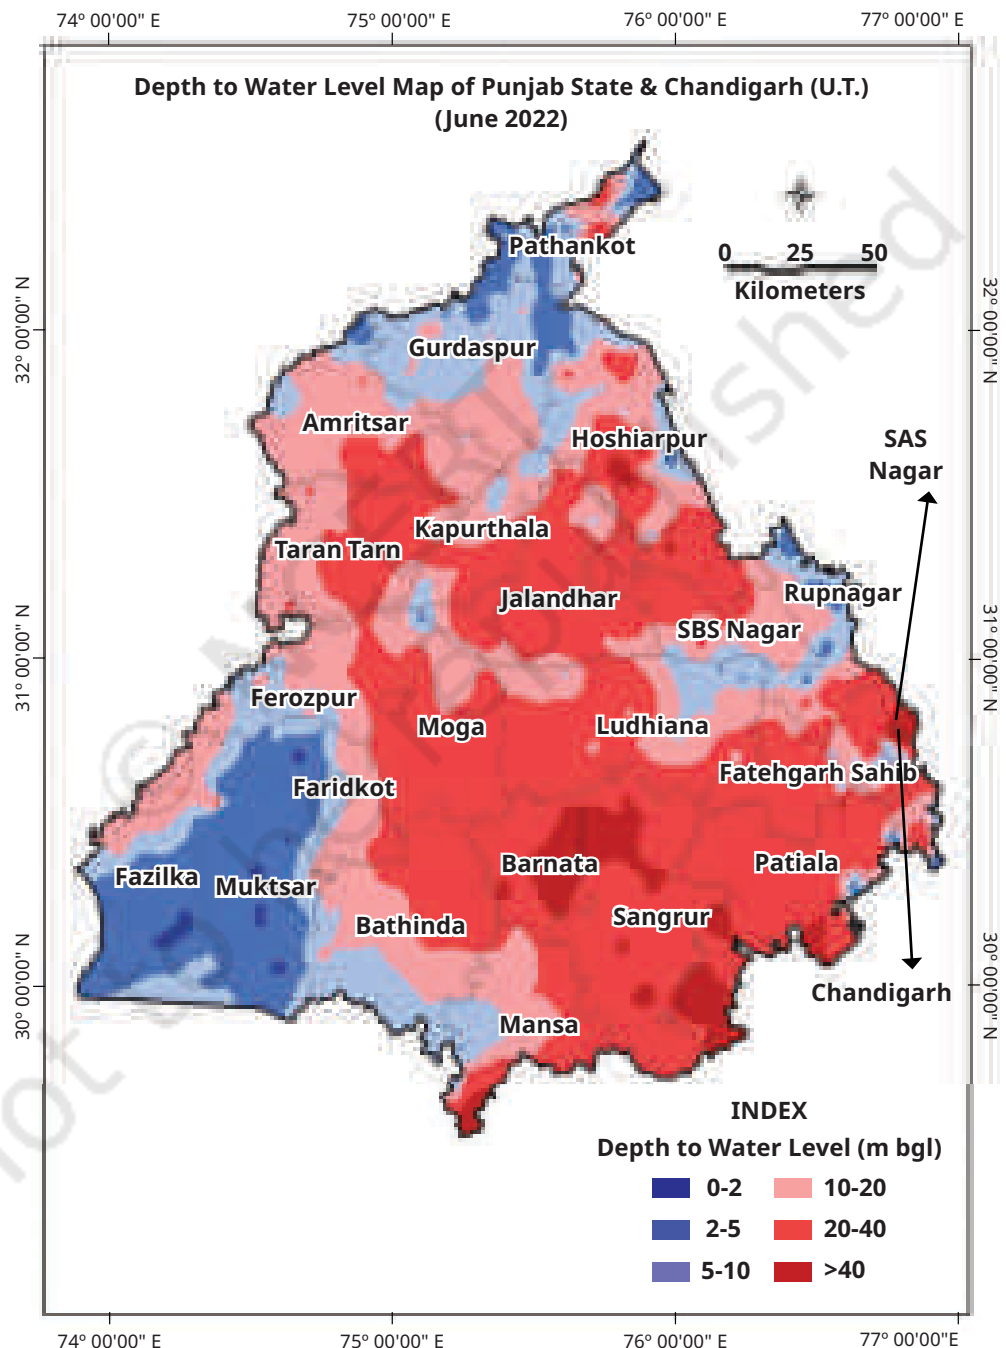 74° 00'00" E 75° 00'00" E 76° 00'00" E 77° 00'00" E
Depth to Water Level Map of Punjab State & Chandigarh (U.T.)
(June 2022)
Pathankot
0 25 50
Kilometers
32° 00'00" N
32° 00'00" N
Gurdaspur
Amritsar
Hoshiarpur
SAS
Nagar
Kapurthala
Taran Tarn
Jalandhar
Rupnagar
SBS Nagar
31° 00'00" N
31° 00'00" N
Ferozpur
Moga
Ludhiana
Fatehgarh Sahib
Faridkot
Fazilka
Muktsar
Barnata
Patiala
Bathinda
Sangrur
30° 00'00" N
30° 00'00" N
Chandigarh
Mansa
INDEX
Depth to Water Level (m bgl)
0-2 10-20
2-5 20-40
5-10 >40
74° 00'00" E 75° 00'00" E 76° 00'00" E 77° 00'00"E
not to be republished